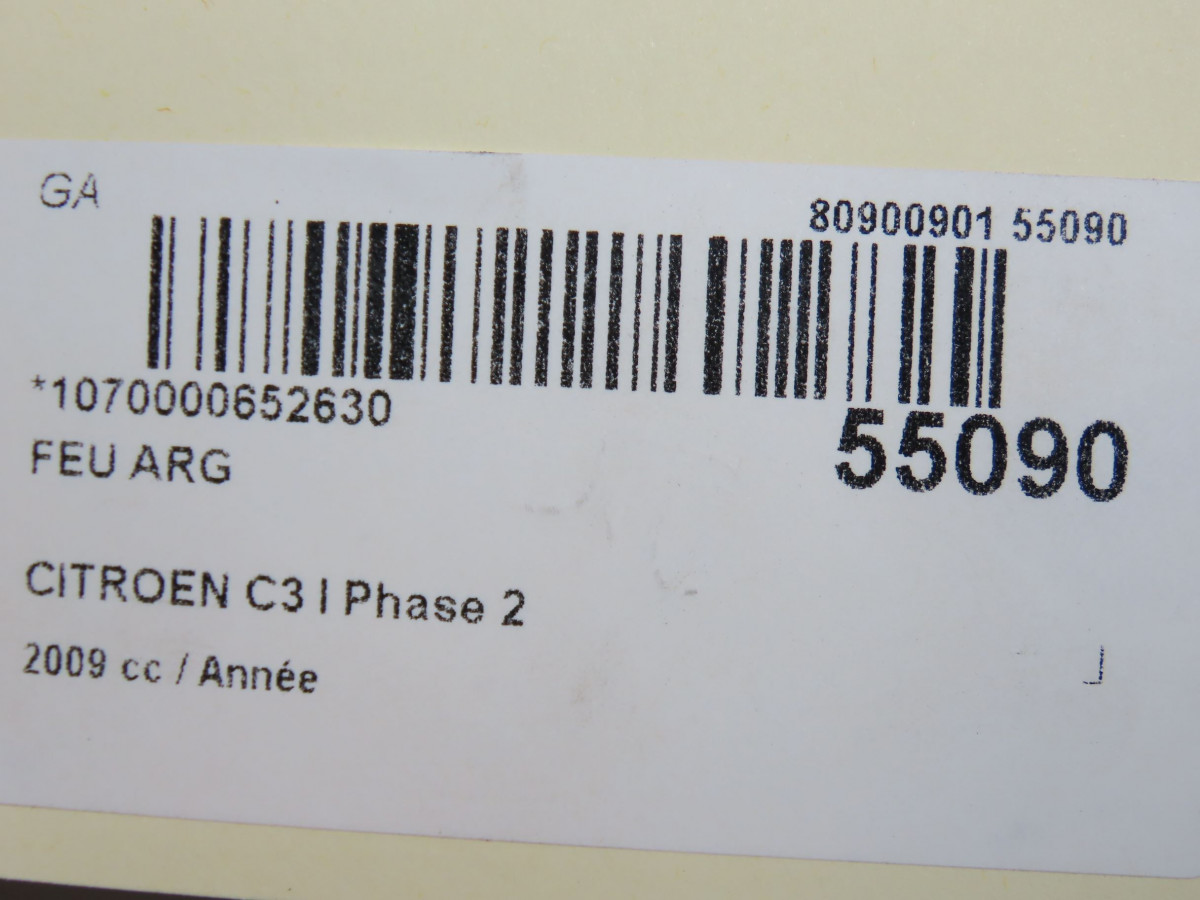 GA
80900901 55090
*1070000652630
55090
FEU ARG
CITROEN C3 I Phase 2
2009 cc / Année